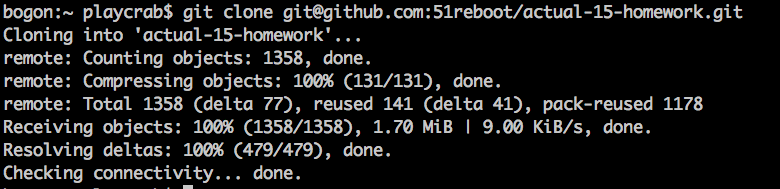 bogon:~ playcrab$ git clone git@github.com:51reboot/actual-15-homework.git
Cloning into 'actual-15-homework'...
remote: Counting objects: 1358, done.
remote: Compressing objects: 100% (131/131), done.
remote: Total 1358 (delta 77), reused 141 (delta 41), pack-reused 1178
Receiving objects: 100% (1358/1358), 1.70 MiB | 9.00 KiB/s, done.
Resolving deltas: 100% (479/479), done.
Checking connectivity... done.